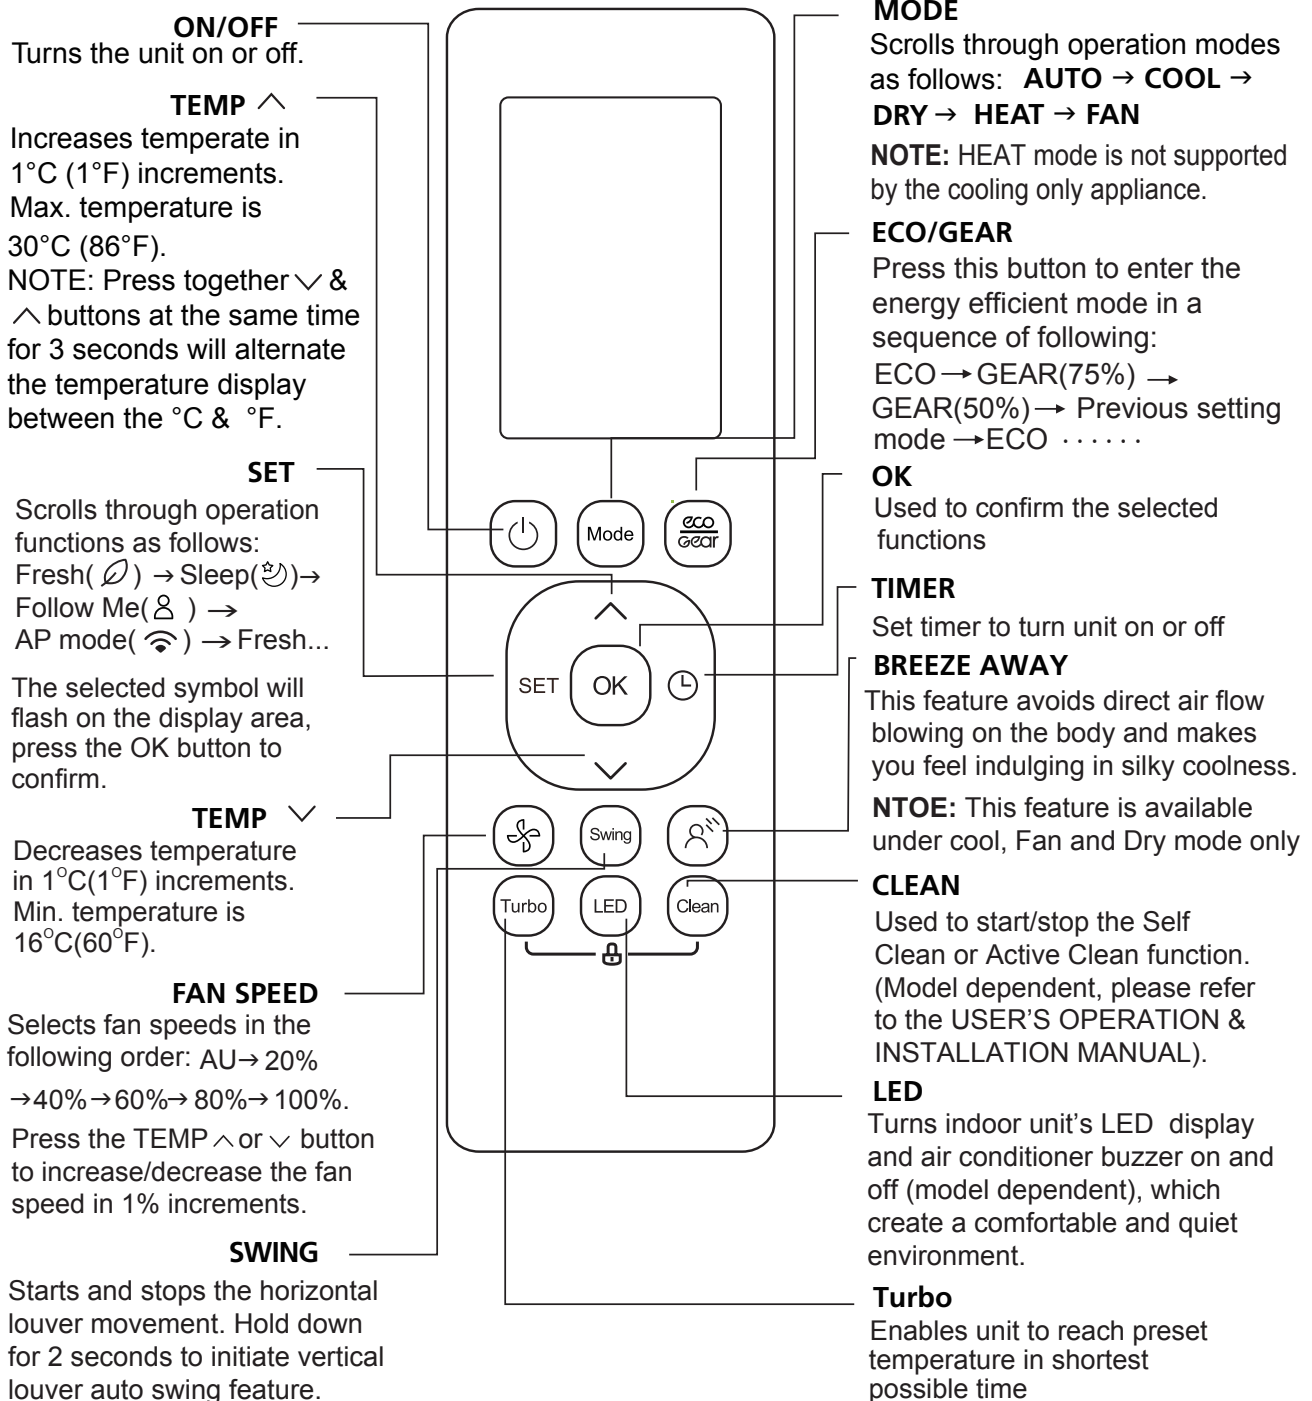 ON/OFF
Turns the unit on or off.
TEMP ︿
Increases temperate in
1°C (1°F) increments.
Max. temperature is
30°C (86°F).
NOTE: Press together ﹀ &
︿ buttons at the same time
for 3 seconds will alternate
the temperature display
between the °C & °F.
SET
Scrolls through operation
functions as follows:
Fresh( ) → Sleep( ) →
Follow Me( ) →
AP mode( ) → Fresh...
The selected symbol will
flash on the display area,
press the OK button to
confirm.
TEMP ﹀
Decreases temperature
in 1°C(1°F) increments.
Min. temperature is
16°C(60°F).
FAN SPEED
Selects fan speeds in the
following order: AU→ 20%
→40%→60%→ 80%→100%.
Press the TEMP ︿ or ﹀ button
to increase/decrease the fan
speed in 1% increments.
SWING
Starts and stops the horizontal
louver movement. Hold down
for 2 seconds to initiate vertical
louver auto swing feature.
Mode
eco
Gear
SET
OK
Swing
Turbo
LED
Clean
MODE
Scrolls through operation modes
as follows: AUTO → COOL →
DRY → HEAT → FAN
NOTE: HEAT mode is not supported
by the cooling only appliance.
ECO/GEAR
Press this button to enter the
energy efficient mode in a
sequence of following:
ECO → GEAR(75%) →
GEAR(50%) → Previous setting
mode → ECO ······
OK
Used to confirm the selected
functions
TIMER
Set timer to turn unit on or off
BREEZE AWAY
This feature avoids direct air flow
blowing on the body and makes
you feel indulging in silky coolness.
NTOE: This feature is available
under cool, Fan and Dry mode only
CLEAN
Used to start/stop the Self
Clean or Active Clean function.
(Model dependent, please refer
to the USER'S OPERATION &
INSTALLATION MANUAL).
LED
Turns indoor unit's LED display
and air conditioner buzzer on and
off (model dependent), which
create a comfortable and quiet
environment.
Turbo
Enables unit to reach preset
temperature in shortest
possible time